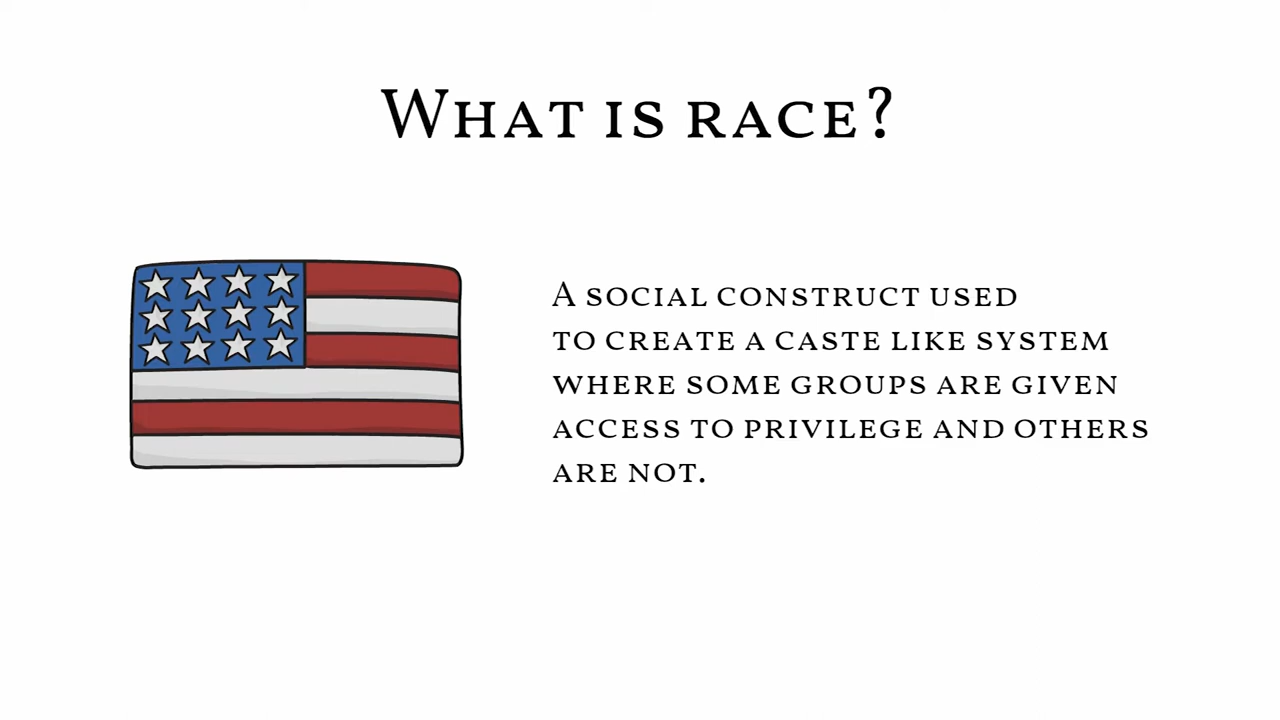 What is race?
A social construct used
to create a caste like system
where some groups are given
access to privilege and others
are not.